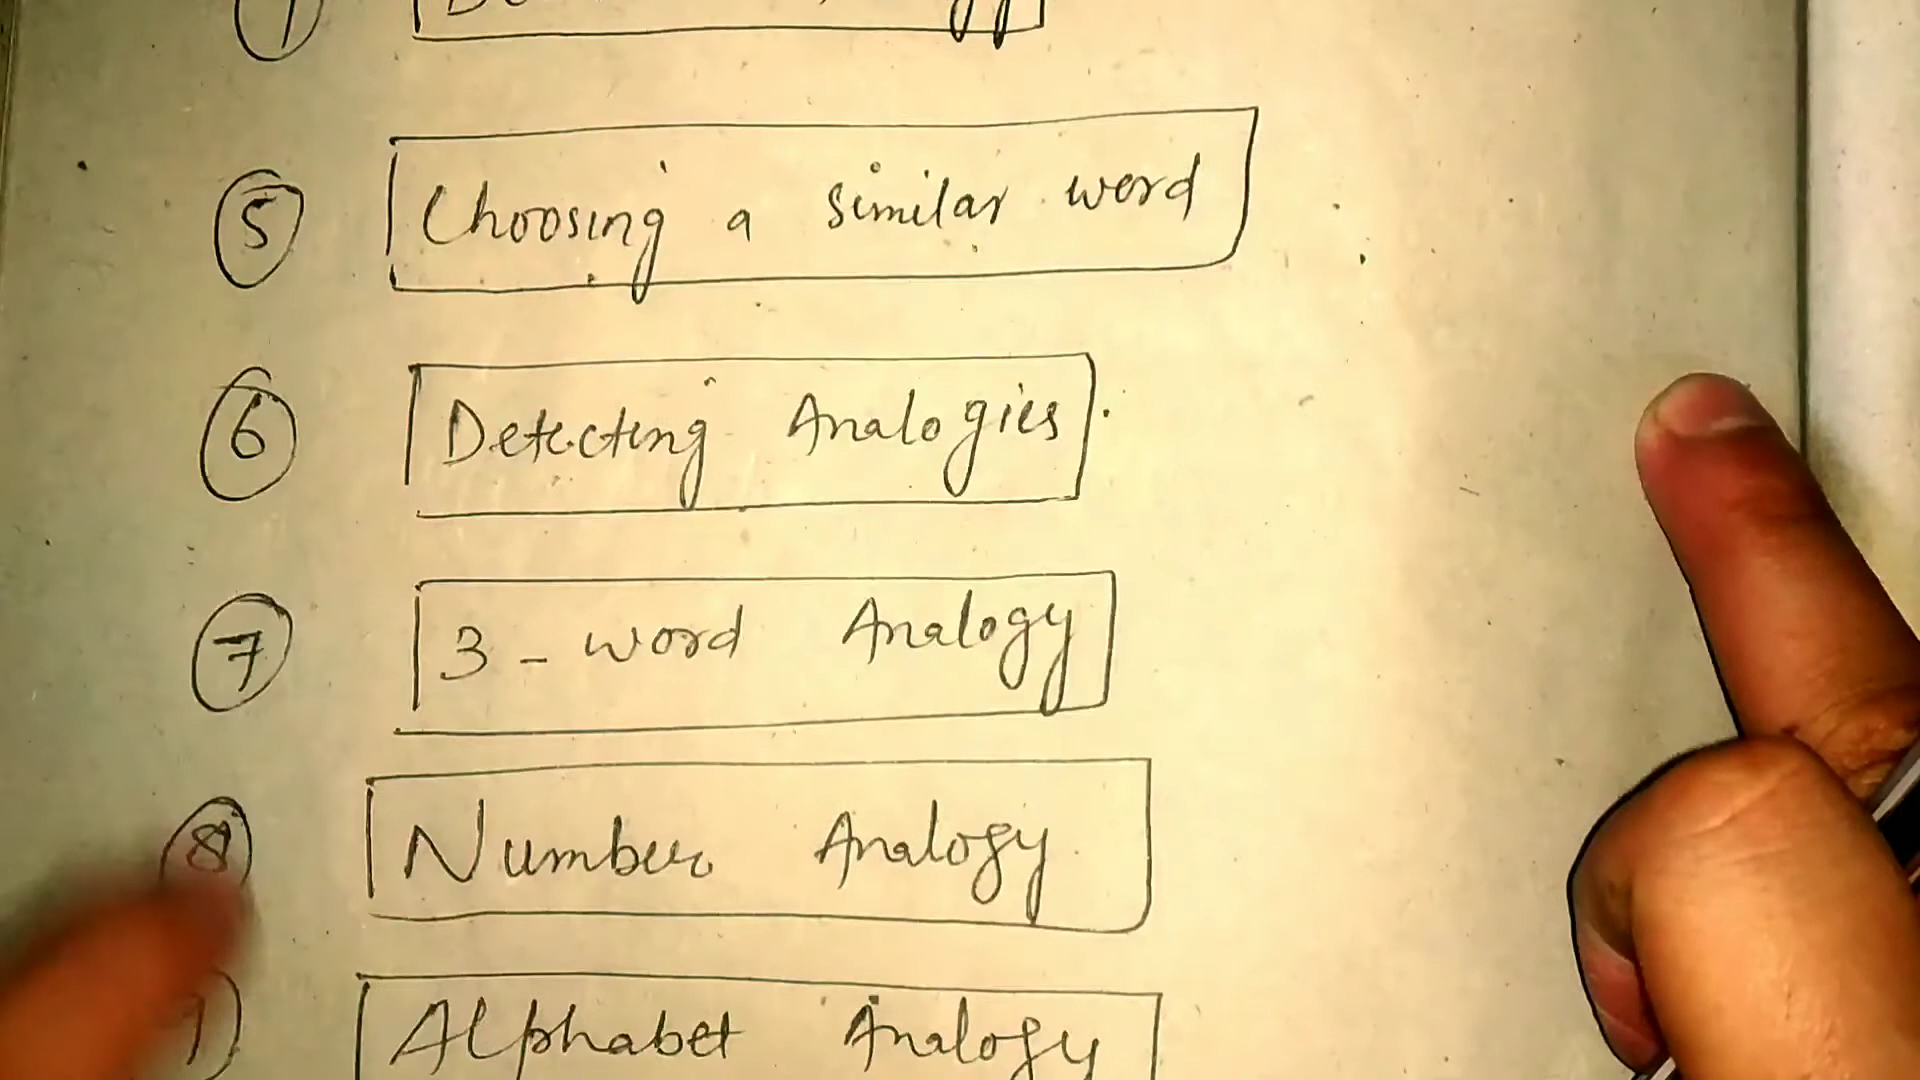 5 Choosing a similar word
6 Detecting Analogies
7 3-word Analogy
8 Number Analogy
Alphabet Analogy